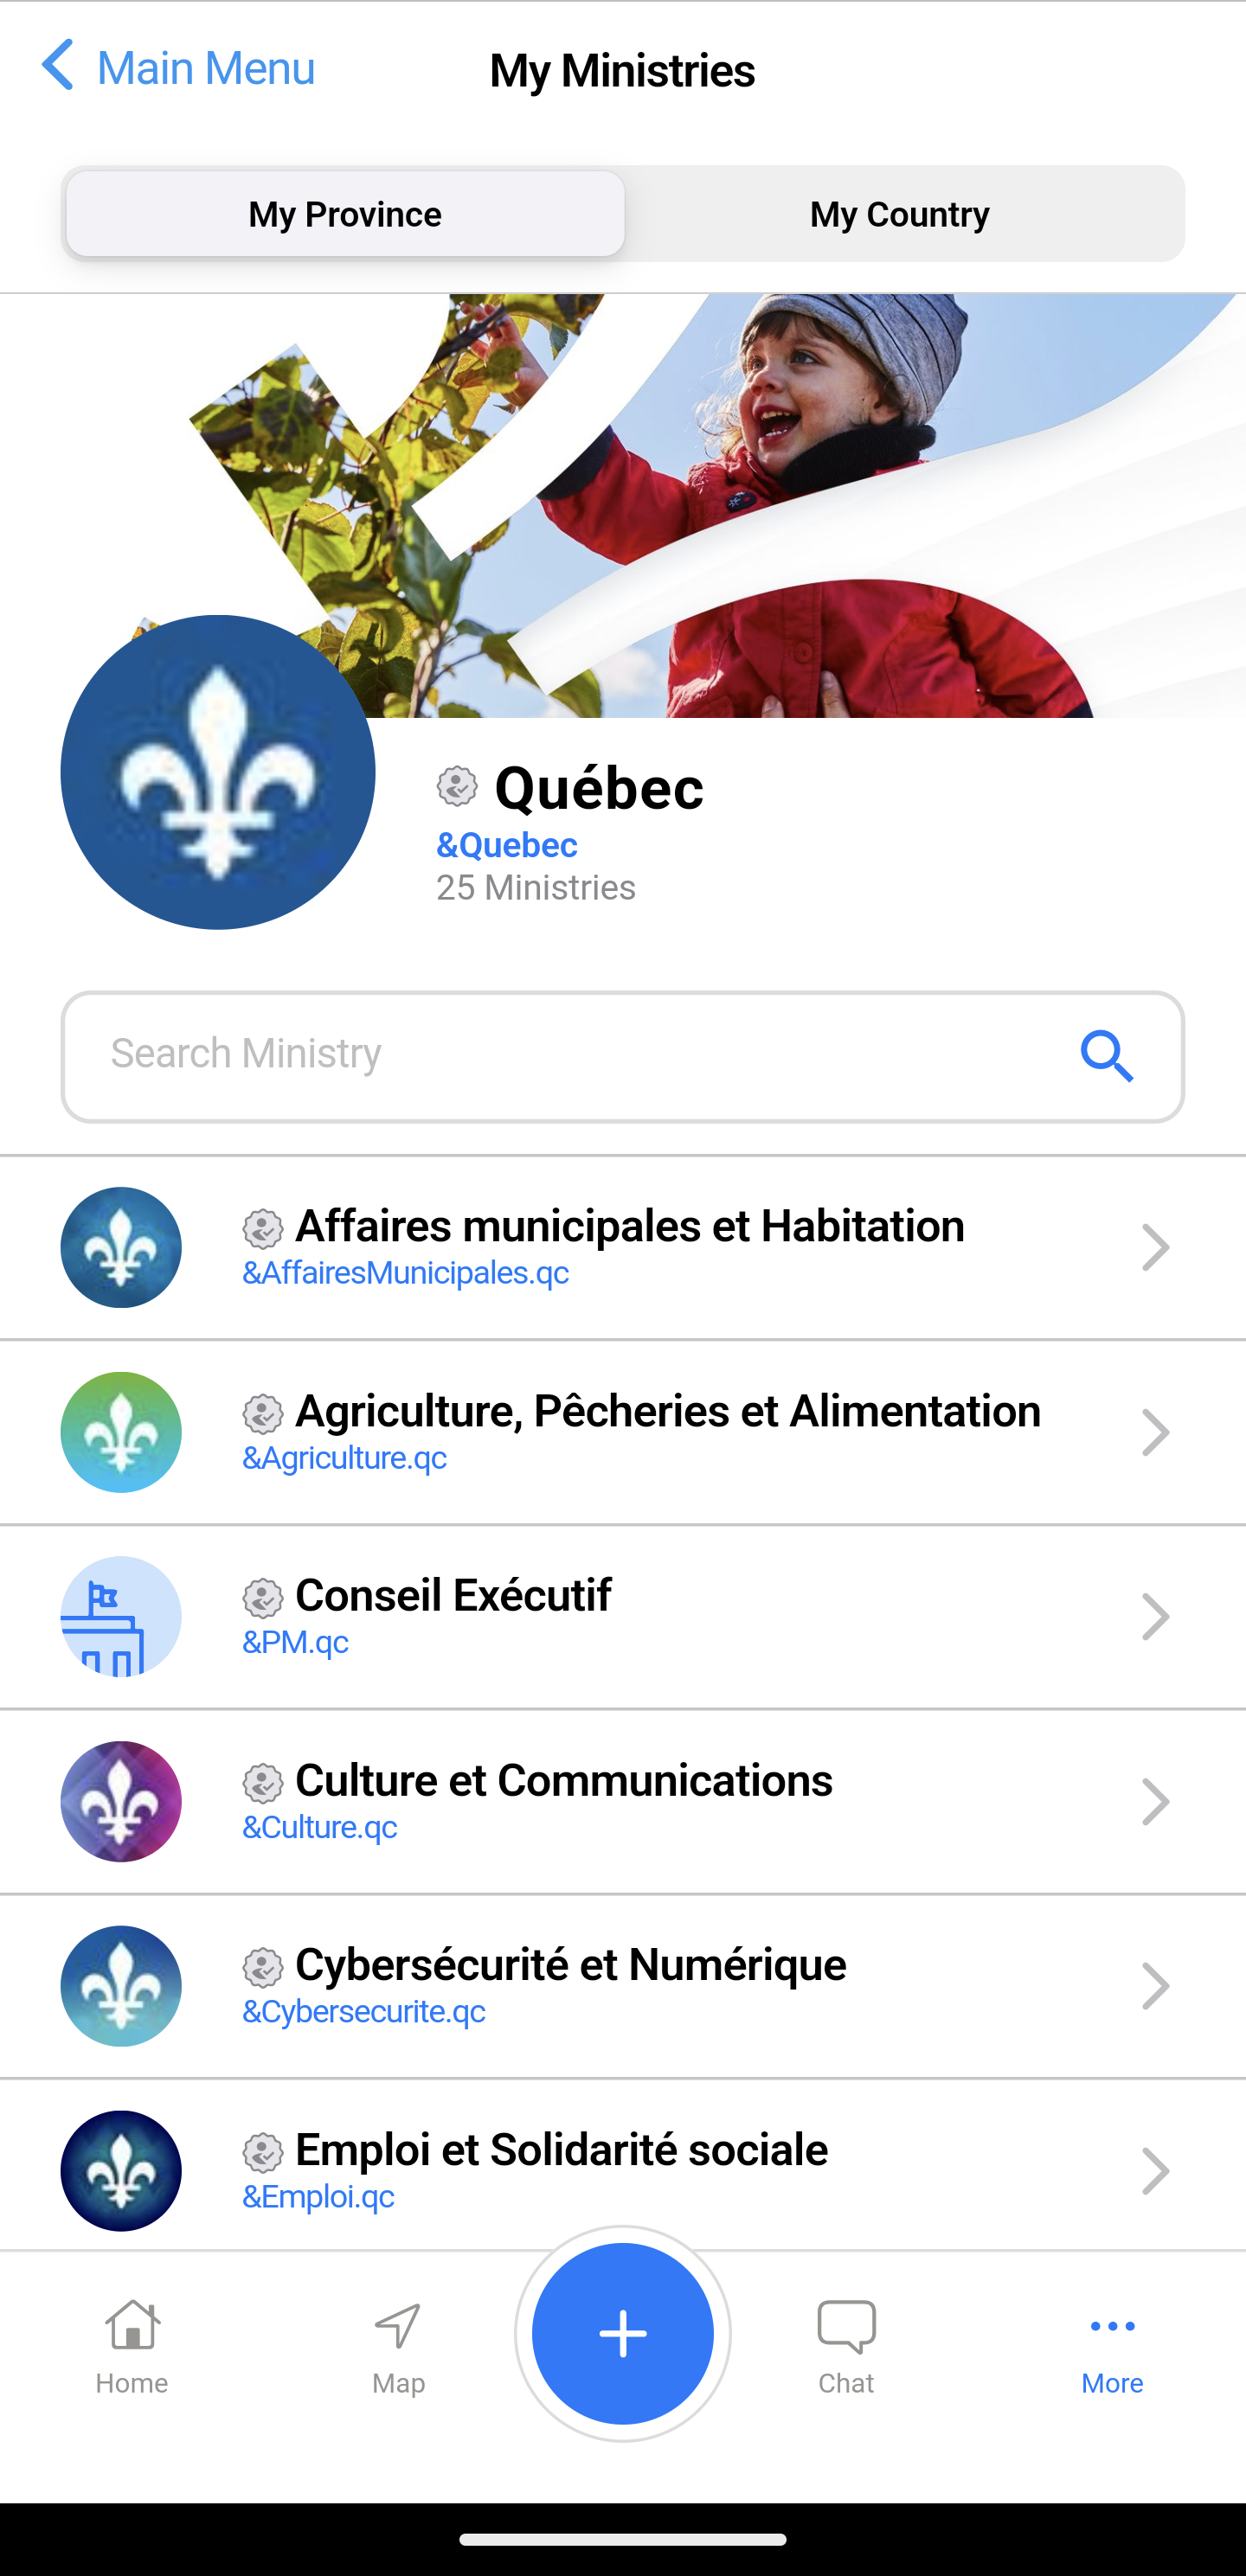 Main Menu
My Ministries
My Province
My Country
Québec
&Quebec
25 Ministries
Search Ministry
Affaires municipales et Habitation
&AffairesMunicipales.qc
Agriculture, Pêcheries et Alimentation
&Agriculture.qc
Conseil Exécutif
&PM.qc
Culture et Communications
&Culture.qc
Cybersécurité et Numérique
&Cybersecurite.qc
Emploi et Solidarité sociale
&Emploi.qc
Home
Map
Chat
More